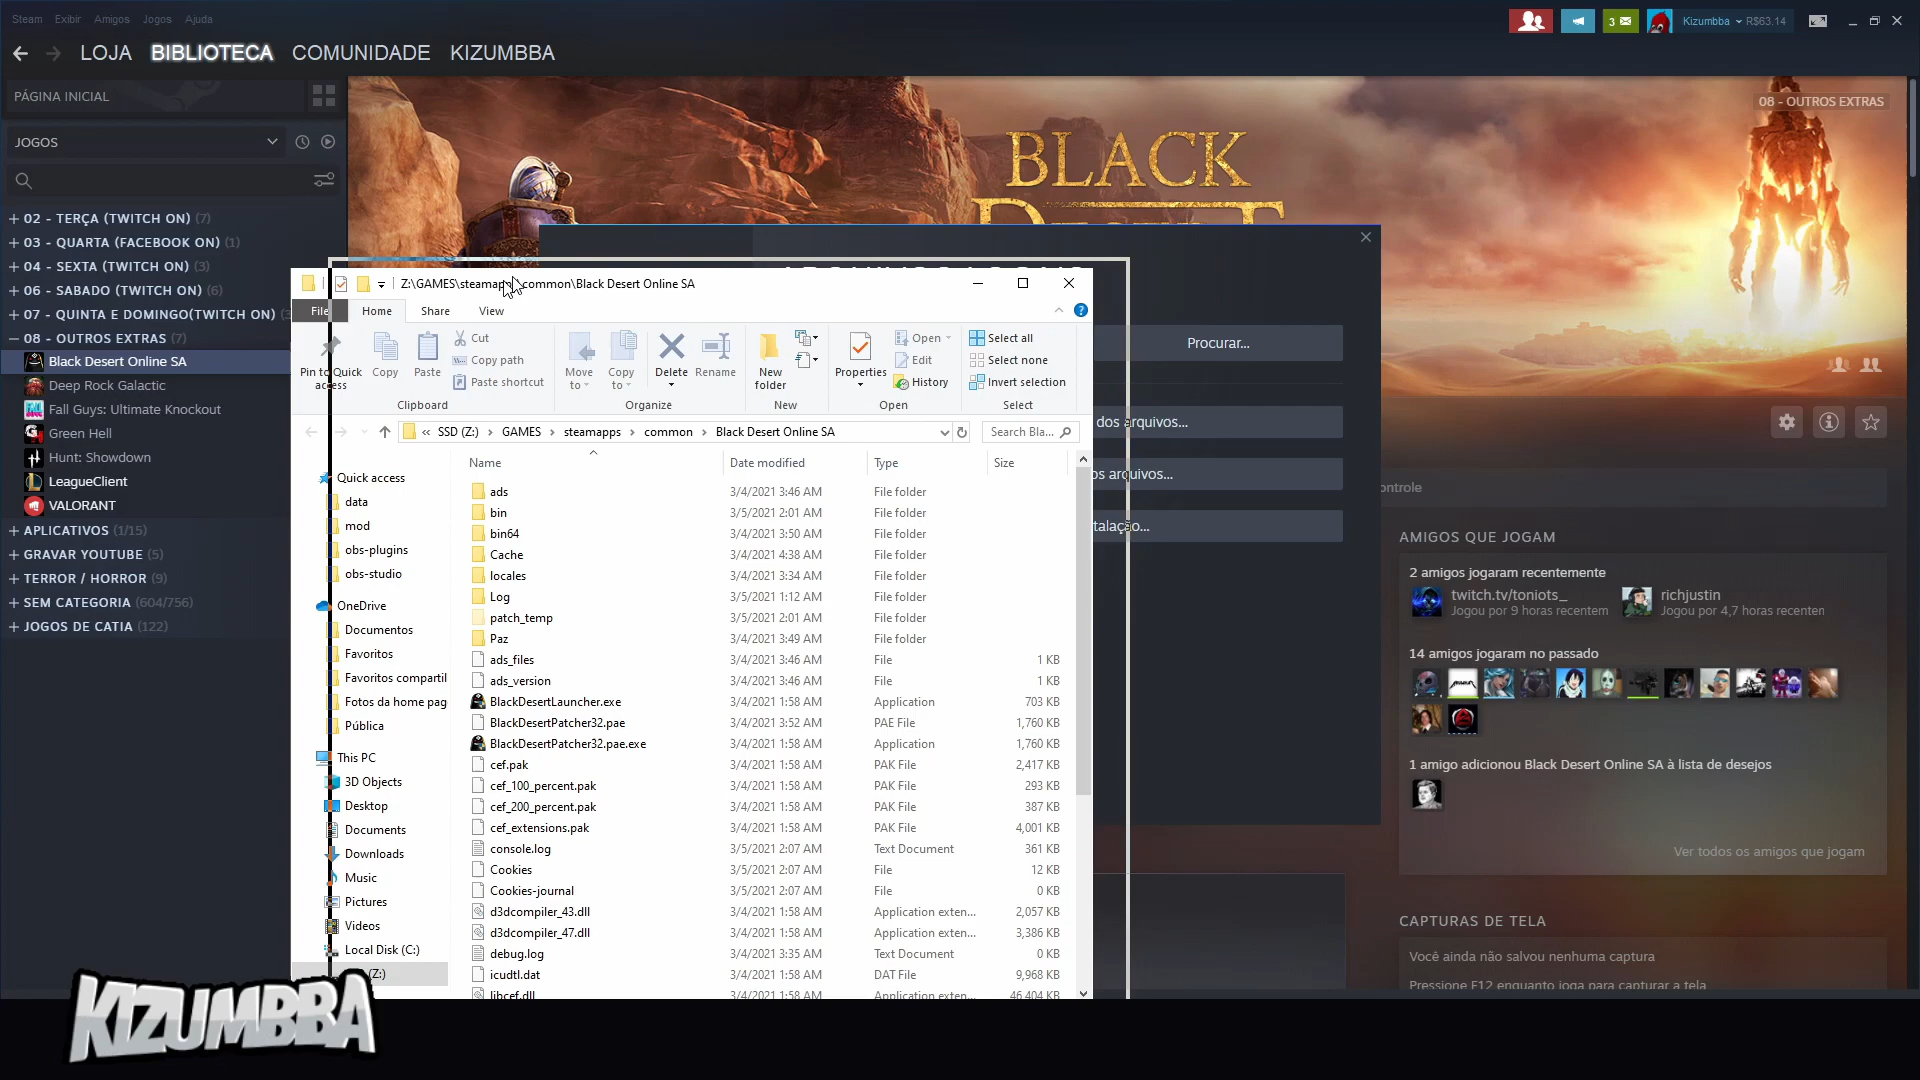 Steam Exibir Amigos Jogos Ajuda
3 Kizumbba R$63.14
LOJA BIBLIOTECA COMUNIDADE KIZUMBBA
PÁGINA INICIAL
JOGOS
+ 02 - TERÇA (TWITCH ON) (7)
+ 03 - QUARTA (FACEBOOK ON) (1)
+ 04 - SEXTA (TWITCH ON) (3)
+ 06 - SABADO (TWITCH ON) (6)
+ 07 - QUINTA E DOMINGO(TWITCH ON) (3
– 08 - OUTROS EXTRAS (7)
Black Desert Online SA
Deep Rock Galactic
Fall Guys: Ultimate Knockout
Green Hell
Hunt: Showdown
LeagueClient
VALORANT
+ APLICATIVOS (1/15)
+ GRAVAR YOUTUBE (5)
+ TERROR / HORROR (9)
+ SEM CATEGORIA (604/756)
+ JOGOS DE CATIA (122)
08 - OUTROS EXTRAS
BLACK
DESERT
Z:\GAMES\steamapps\common\Black Desert Online SA
File Home Share View
Pin to Quick access
Copy
Paste
Cut
Copy path
Paste shortcut
Clipboard
Move to
Copy to
Delete
Rename
Organize
New folder
New
Properties
Open
Edit
History
Open
Select all
Select none
Invert selection
Select
« SSD (Z:) > GAMES > steamapps > common > Black Desert Online SA
Search Bla...
Quick access
data
mod
obs-plugins
obs-studio
OneDrive
Documentos
Favoritos
Favoritos compartil
Fotos da home pag
Pública
This PC
3D Objects
Desktop
Documents
Downloads
Music
Pictures
Videos
Local Disk (C:)
(Z:)
Name Date modified Type Size
ads 3/4/2021 3:46 AM File folder
bin 3/5/2021 2:01 AM File folder
bin64 3/4/2021 3:50 AM File folder
Cache 3/4/2021 4:38 AM File folder
locales 3/4/2021 3:34 AM File folder
Log 3/5/2021 1:12 AM File folder
patch_temp 3/5/2021 2:01 AM File folder
Paz 3/4/2021 3:49 AM File folder
ads_files 3/4/2021 3:46 AM File 1 KB
ads_version 3/4/2021 3:46 AM File 1 KB
BlackDesertLauncher.exe 3/4/2021 1:58 AM Application 703 KB
BlackDesertPatcher32.pae 3/4/2021 3:52 AM PAE File 1,760 KB
BlackDesertPatcher32.pae.exe 3/4/2021 1:58 AM Application 1,760 KB
cef.pak 3/4/2021 1:58 AM PAK File 2,417 KB
cef_100_percent.pak 3/4/2021 1:58 AM PAK File 293 KB
cef_200_percent.pak 3/4/2021 1:58 AM PAK File 387 KB
cef_extensions.pak 3/4/2021 1:58 AM PAK File 4,001 KB
console.log 3/5/2021 2:07 AM Text Document 361 KB
Cookies 3/5/2021 2:07 AM File 12 KB
Cookies-journal 3/5/2021 2:07 AM File 0 KB
d3dcompiler_43.dll 3/4/2021 1:58 AM Application exten... 2,057 KB
d3dcompiler_47.dll 3/4/2021 1:58 AM Application exten... 3,386 KB
debug.log 3/4/2021 3:35 AM Text Document 0 KB
icudtl.dat 3/4/2021 1:58 AM DAT File 9,968 KB
libcef.dll 3/4/2021 1:58 AM Application exten... 46,404 KB
Procurar...
dos arquivos...
os arquivos...
talação...
ontrole
AMIGOS QUE JOGAM
2 amigos jogaram recentemente
twitch.tv/toniots_
Jogou por 9 horas recentem
richjustin
Jogou por 4,7 horas recenten
14 amigos jogaram no passado
1 amigo adicionou Black Desert Online SA à lista de desejos
Ver todos os amigos que jogam
CAPTURAS DE TELA
Você ainda não salvou nenhuma captura
Pressione F12 enquanto joga para capturar a tela
KIZUMBBA